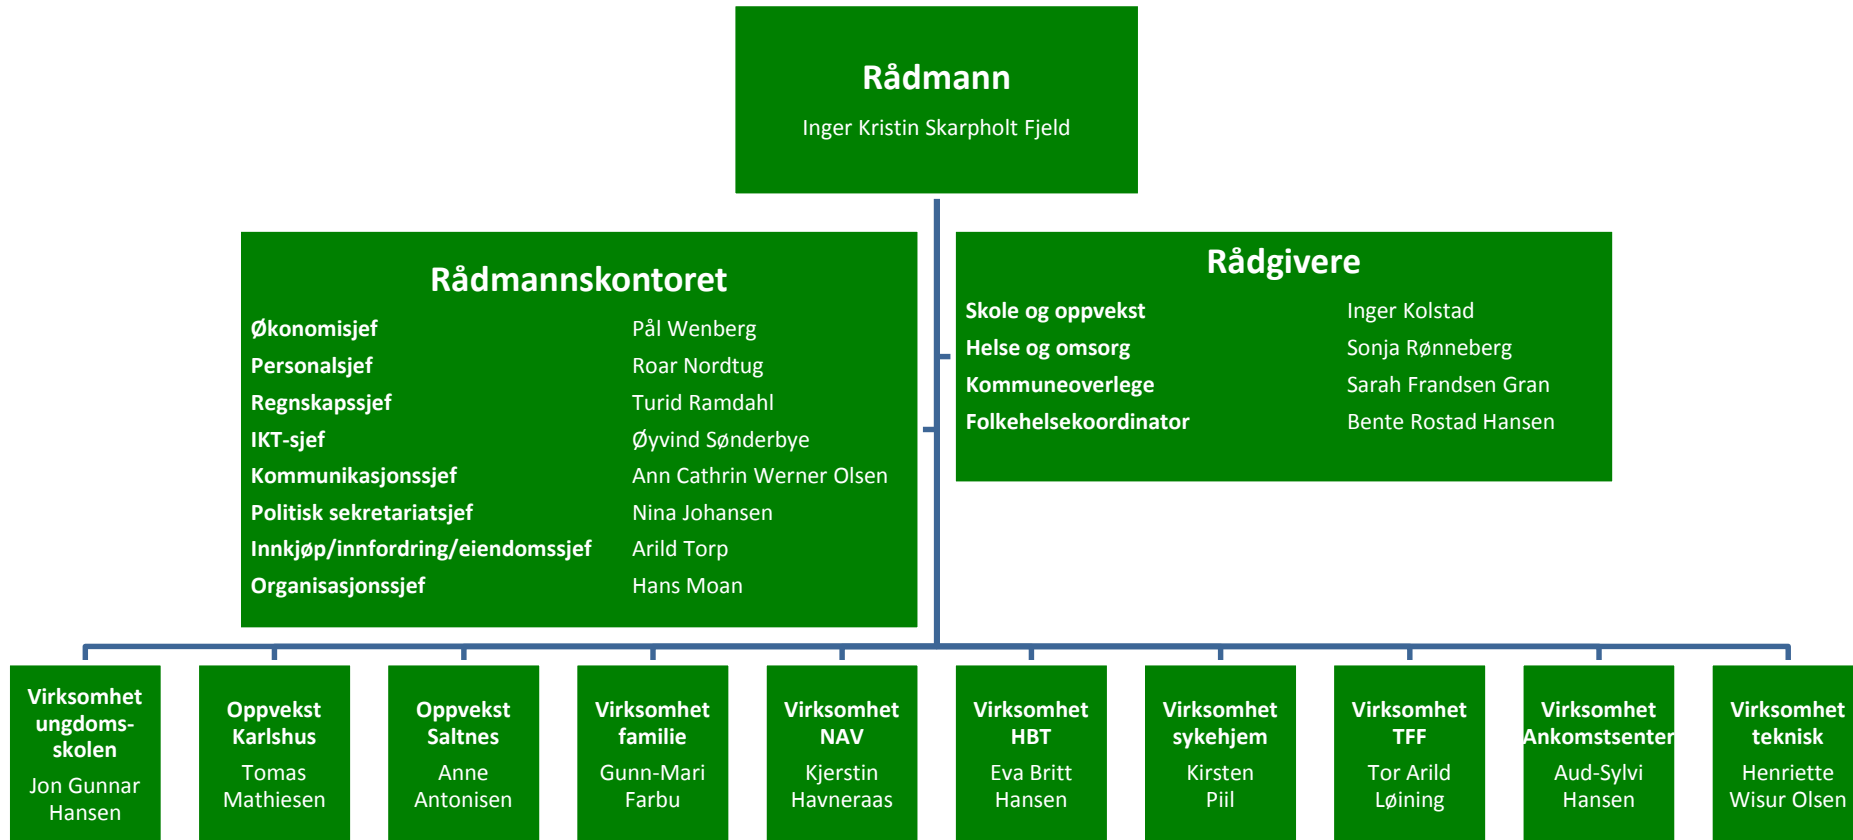 Rådmann
Inger Kristin Skarpholt Fjeld
Rådmannskontoret
Økonomisjef Pål Wenberg
Personalsjef Roar Nordtug
Regnskapssjef Turid Ramdahl
IKT-sjef Øyvind Sønderbye
Kommunikasjonssjef Ann Cathrin Werner Olsen
Politisk sekretariatsjef Nina Johansen
Innkjøp/innfordring/eiendomssjef Arild Torp
Organisasjonssjef Hans Moan
Rådgivere
Skole og oppvekst Inger Kolstad
Helse og omsorg Sonja Rønneberg
Kommuneoverlege Sarah Frandsen Gran
Folkehelsekoordinator Bente Rostad Hansen
Virksomhet
ungdoms-
skolen
Jon Gunnar
Hansen
Oppvekst
Karlshus
Tomas
Mathiesen
Oppvekst
Saltnes
Anne
Antonisen
Virksomhet
familie
Gunn-Mari
Farbu
Virksomhet
NAV
Kjerstin
Havneraas
Virksomhet
HBT
Eva Britt
Hansen
Virksomhet
sykehjem
Kirsten
Piil
Virksomhet
TFF
Tor Arild
Løining
Virksomhet
Ankomstsenter
Aud-Sylvi
Hansen
Virksomhet
teknisk
Henriette
Wisur Olsen